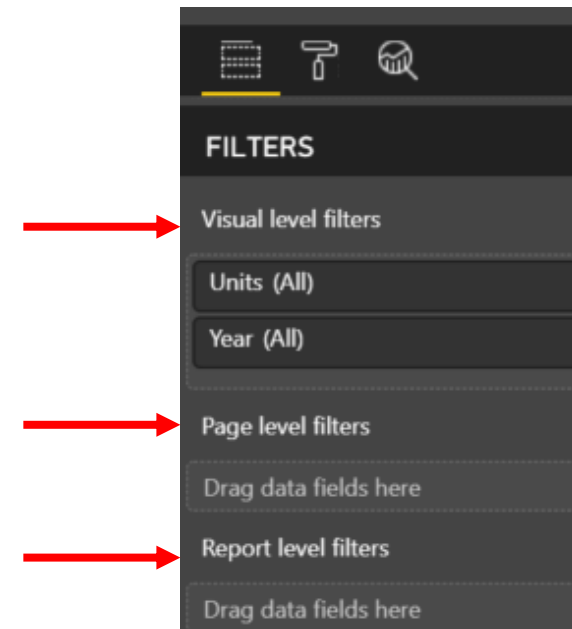 FILTERS
Visual level filters
Units (All)
Year (All)
Page level filters
Drag data fields here
Report level filters
Drag data fields here